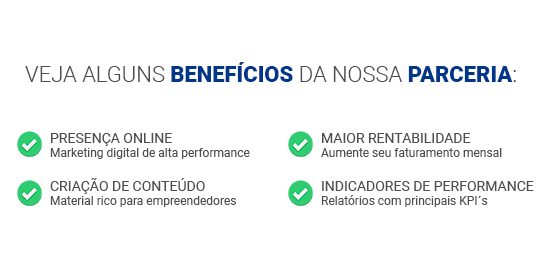 VEJA ALGUNS BENEFÍCIOS DA NOSSA PARCERIA:
PRESENÇA ONLINE
Marketing digital de alta performance
MAIOR RENTABILIDADE
Aumente seu faturamento mensal
CRIAÇÃO DE CONTEÚDO
Material rico para empreendedores
INDICADORES DE PERFORMANCE
Relatórios com principais KPI´s